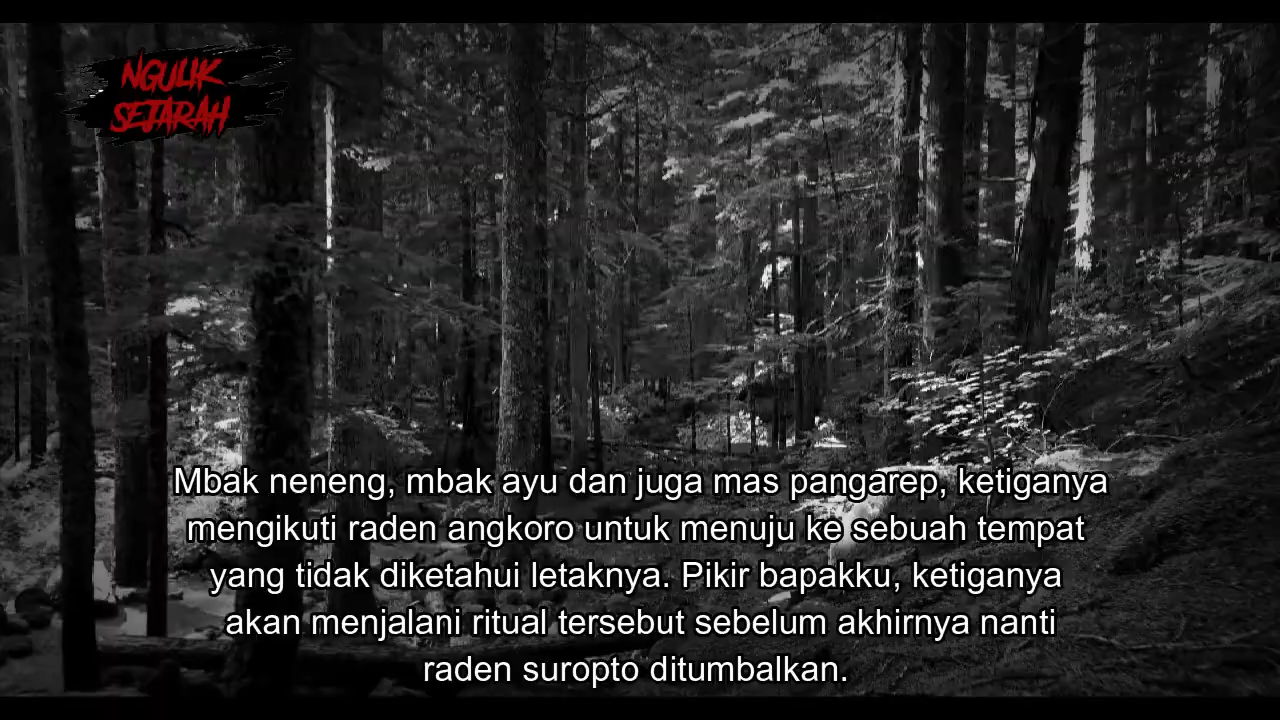 NGULIK
SEJARAH
Mbak neneng, mbak ayu dan juga mas pangarep, ketiganya
mengikuti raden angkoro untuk menuju ke sebuah tempat
yang tidak diketahui letaknya. Pikir bapakku, ketiganya
akan menjalani ritual tersebut sebelum akhirnya nanti
raden suropto ditumbalkan.